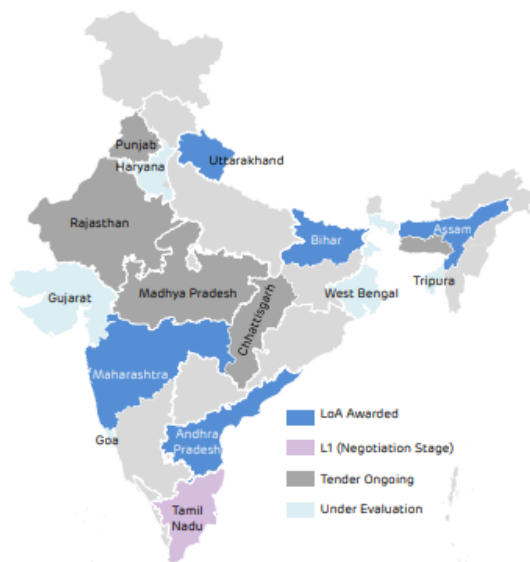 Punjab
Haryana
Uttarakhand
Rajasthan
Bihar
Assam
Gujarat
Madhya Pradesh
Chhattisgarh
West Bengal
Tripura
Maharashtra
Goa
Andhra
Pradesh
Tamil
Nadu
LoA Awarded
L1 (Negotiation Stage)
Tender Ongoing
Under Evaluation